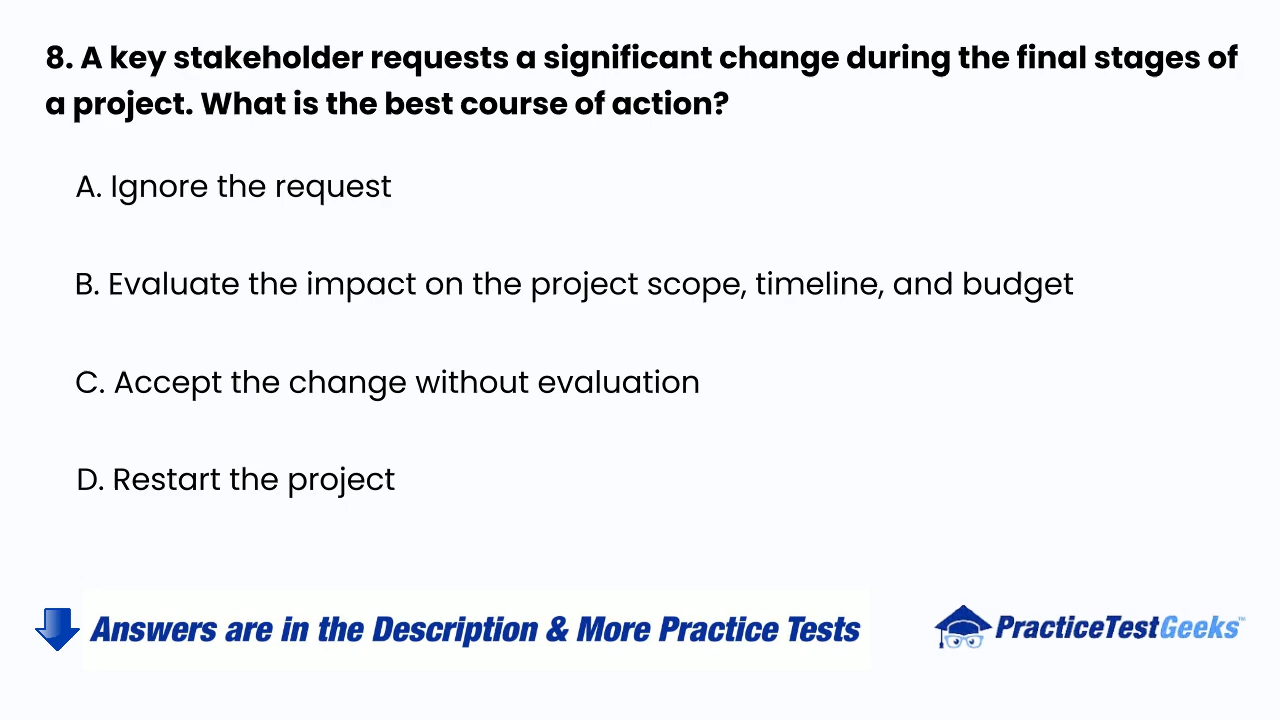 8. A key stakeholder requests a significant change during the final stages of
a project. What is the best course of action?
A. Ignore the request
B. Evaluate the impact on the project scope, timeline, and budget
C. Accept the change without evaluation
D. Restart the project
Answers are in the Description & More Practice Tests
PracticeTestGeeks™